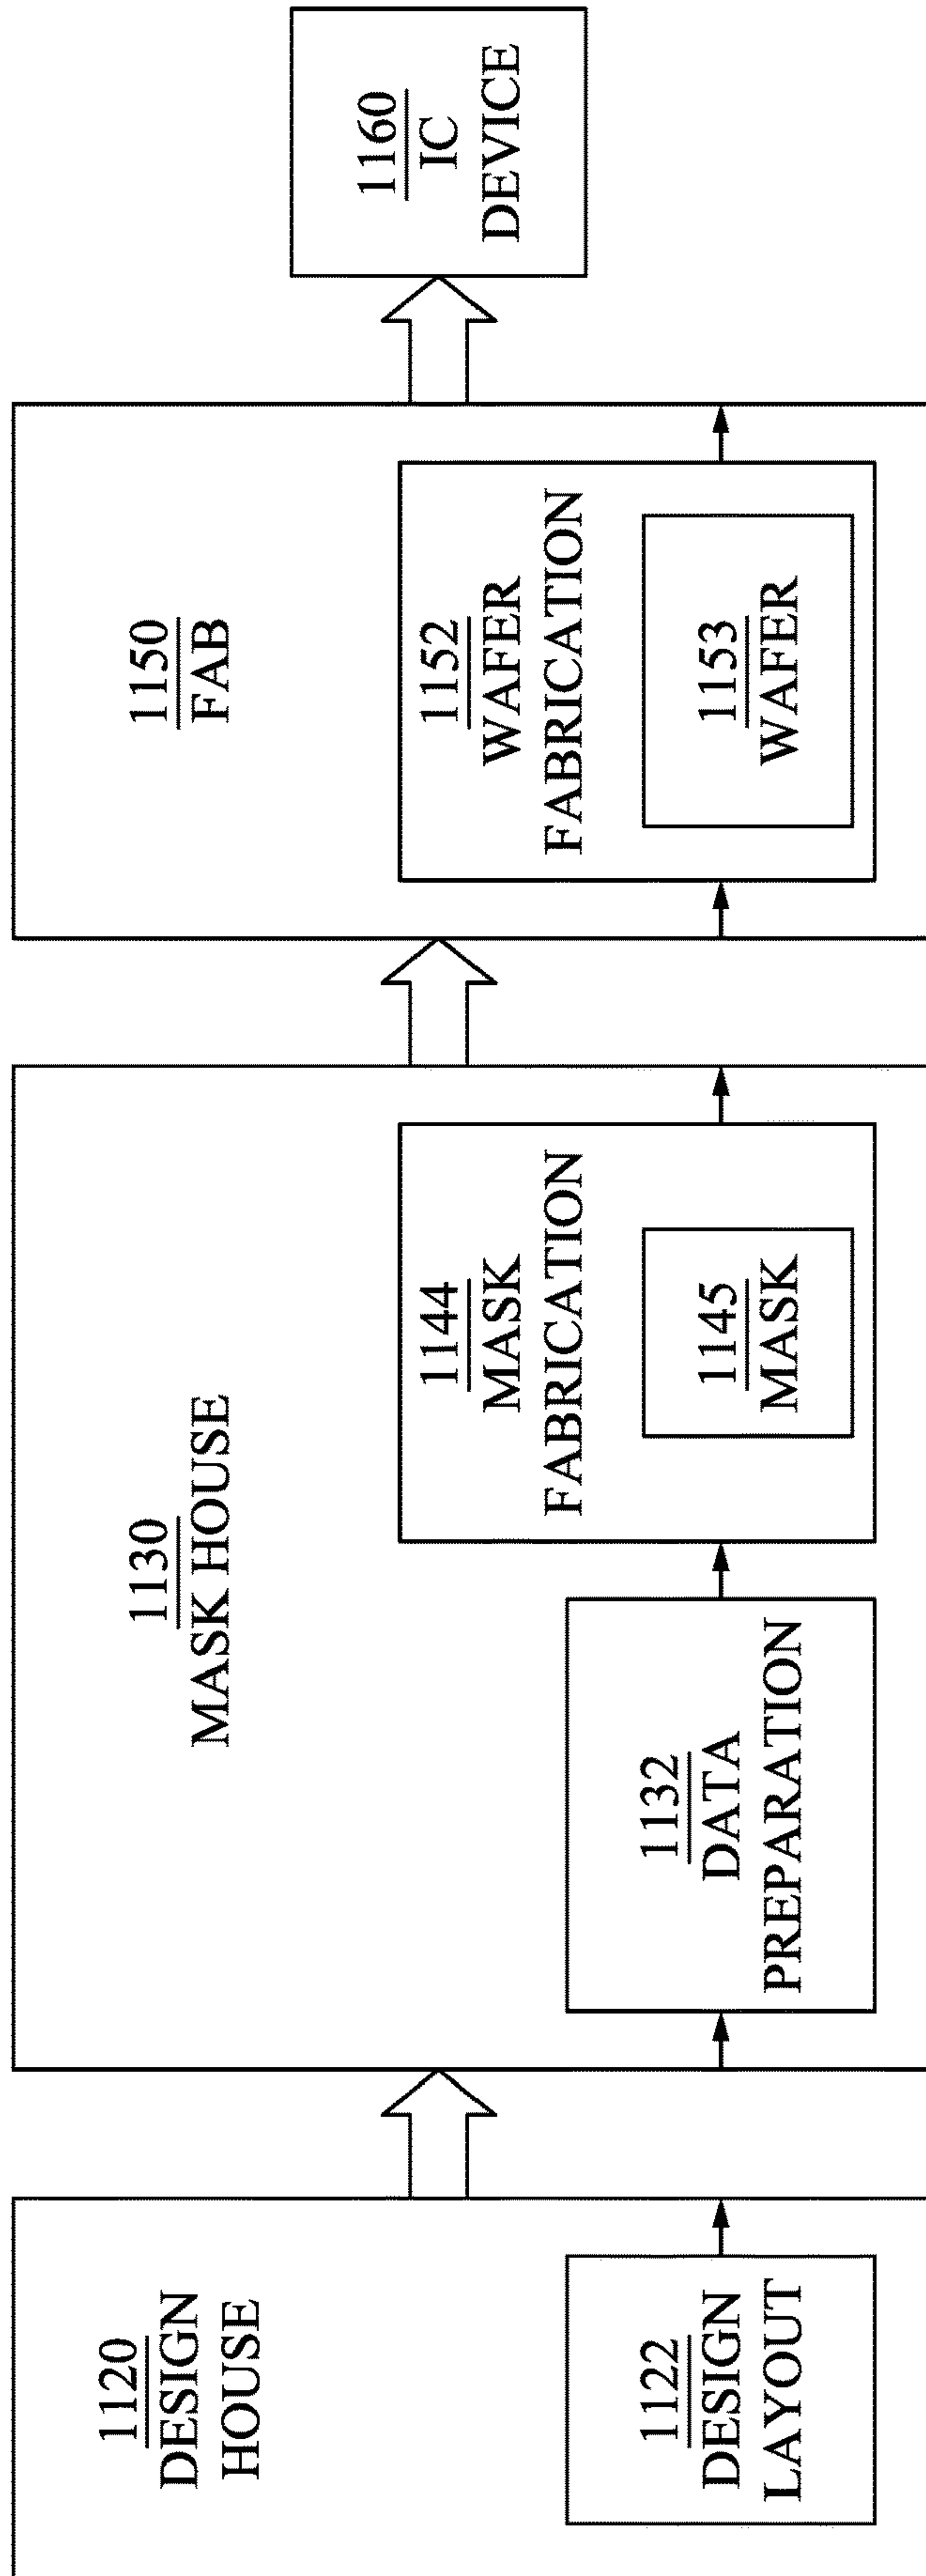 1120
DESIGN
HOUSE
1122
DESIGN
LAYOUT
1130
MASK HOUSE
1132
DATA
PREPARATION
1144
MASK
FABRICATION
1145
MASK
1150
FAB
1152
WAFER
FABRICATION
1153
WAFER
1160
IC
DEVICE